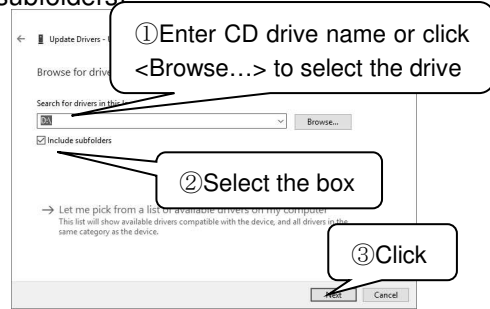 subfolders.
Update Drivers -
①Enter CD drive name or click
<Browse…> to select the drive
Browse for drive
Search for drivers in this
D:\
Browse...
Include subfolders
②Select the box
→ Let me pick from a list of available drivers on my computer
This list will show available drivers compatible with the device, and all drivers in the
same category as the device.
③Click
Next
Cancel